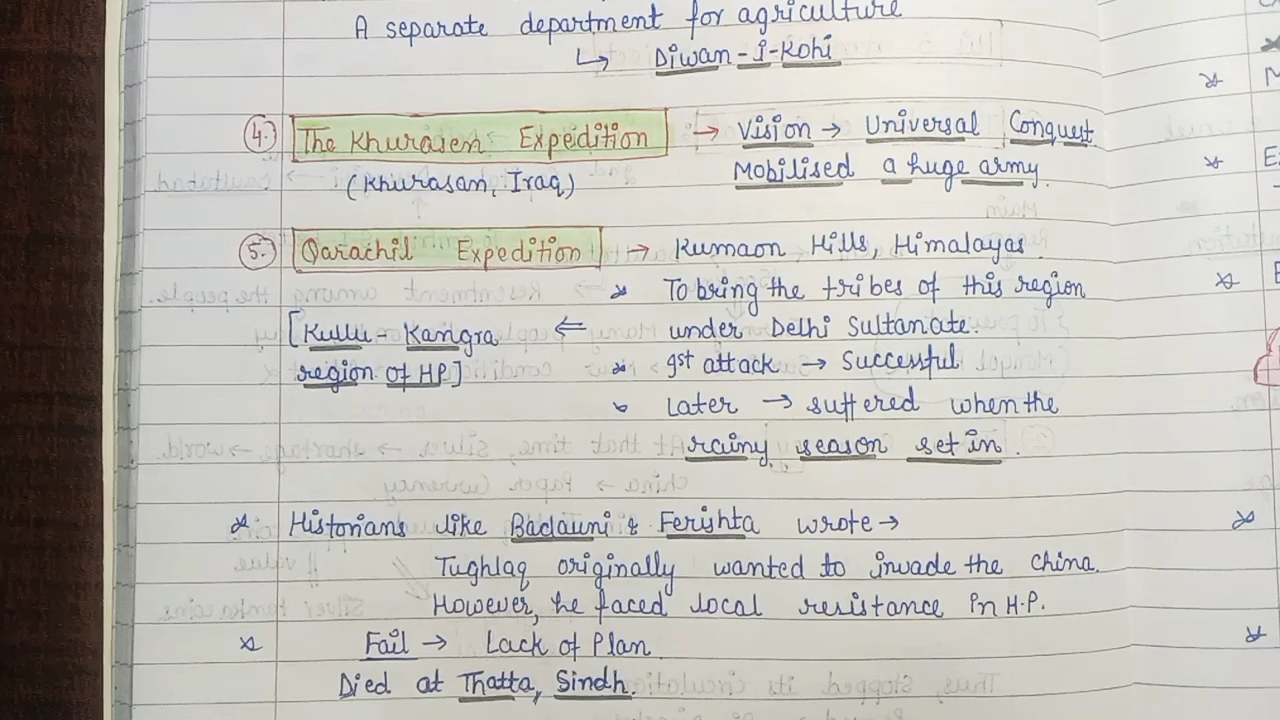 A separate department for agriculture
↳ Diwan-i-Kohi
4. The Khurasen Expedition → Vision → Universal Conquest
(Khurasan, Iraq) Mobilised a huge army.
5. Qarachil Expedition → Kumaon Hills, Himalayas
* To bring the tribes of this region
[Kullu - Kangra ⇐ under Delhi Sultanate.
region of HP] * 1st attack → Successful
Later → suffered when the
rainy season set in.
* Historians like Badauni & Ferishta wrote →
Tughlaq originally wanted to invade the China.
However, he faced local resistance in H.P.
* Fail → Lack of Plan.
Died at Thatta, Sindh.